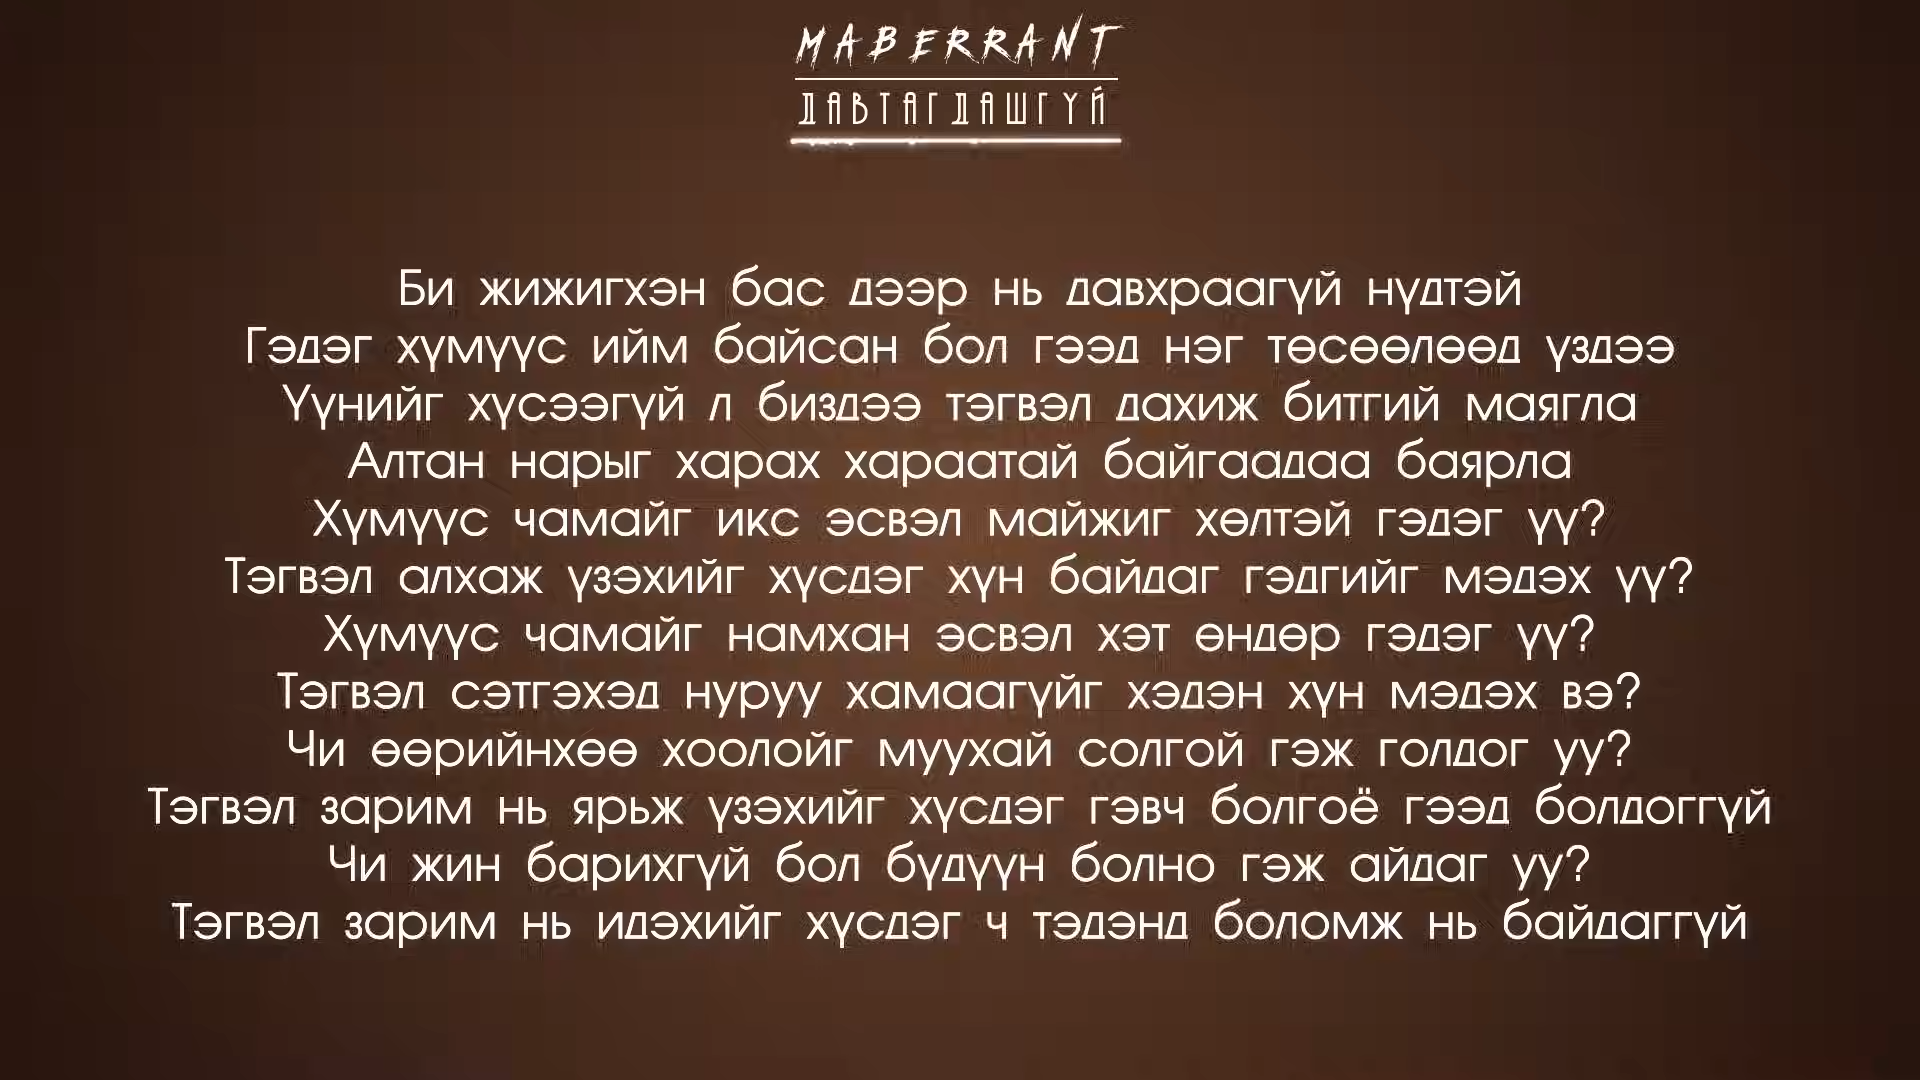 MABERRANT
ДАВТАГДАШГҮЙ
Би жижигхэн бас дээр нь давхраагүй нүдтэй
Гэдэг хүмүүс ийм байсан бол гээд нэг төсөөлөөд үздээ
Үүнийг хүсээгүй л биздээ тэгвэл дахиж битгий маягла
Алтан нарыг харах хараатай байгаадаа баярла
Хүмүүс чамайг икс эсвэл майжиг хөлтэй гэдэг үү?
Тэгвэл алхаж үзэхийг хүсдэг хүн байдаг гэдгийг мэдэх үү?
Хүмүүс чамайг намхан эсвэл хэт өндөр гэдэг үү?
Тэгвэл сэтгэхэд нуруу хамаагүйг хэдэн хүн мэдэх вэ?
Чи өөрийнхөө хоолойг муухай солгой гэж голдог уу?
Тэгвэл зарим нь ярьж үзэхийг хүсдэг гэвч болгоё гээд болдоггүй
Чи жин барихгүй бол бүдүүн болно гэж айдаг уу?
Тэгвэл зарим нь идэхийг хүсдэг ч тэдэнд боломж нь байдаггүй